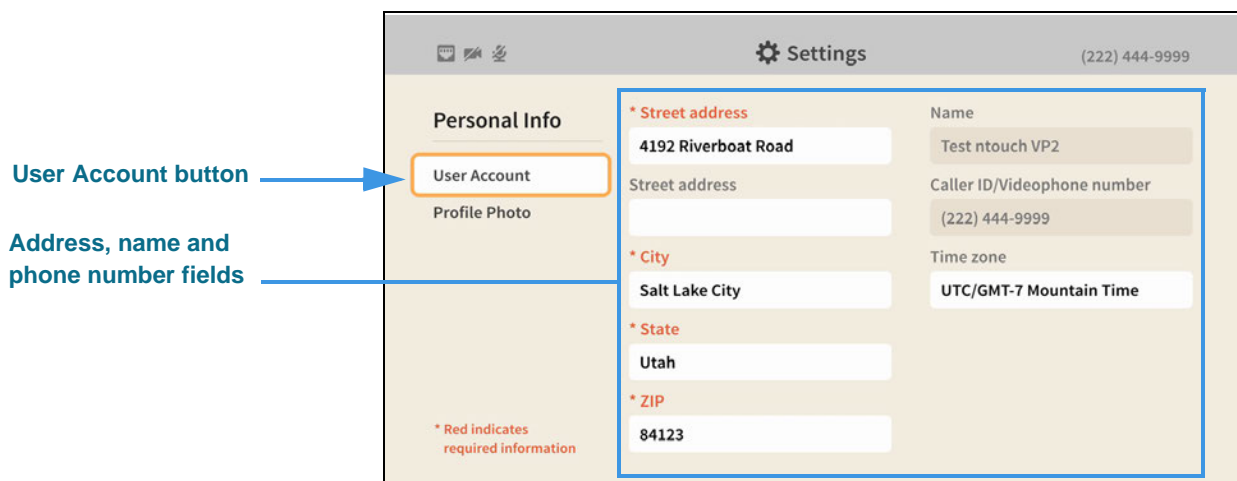 Settings
(222) 444-9999
Personal Info
User Account
Profile Photo
* Red indicates
required information
* Street address
4192 Riverboat Road
Street address
* City
Salt Lake City
* State
Utah
* ZIP
84123
Name
Test ntouch VP2
Caller ID/Videophone number
(222) 444-9999
Time zone
UTC/GMT-7 Mountain Time
User Account button
Address, name and
phone number fields